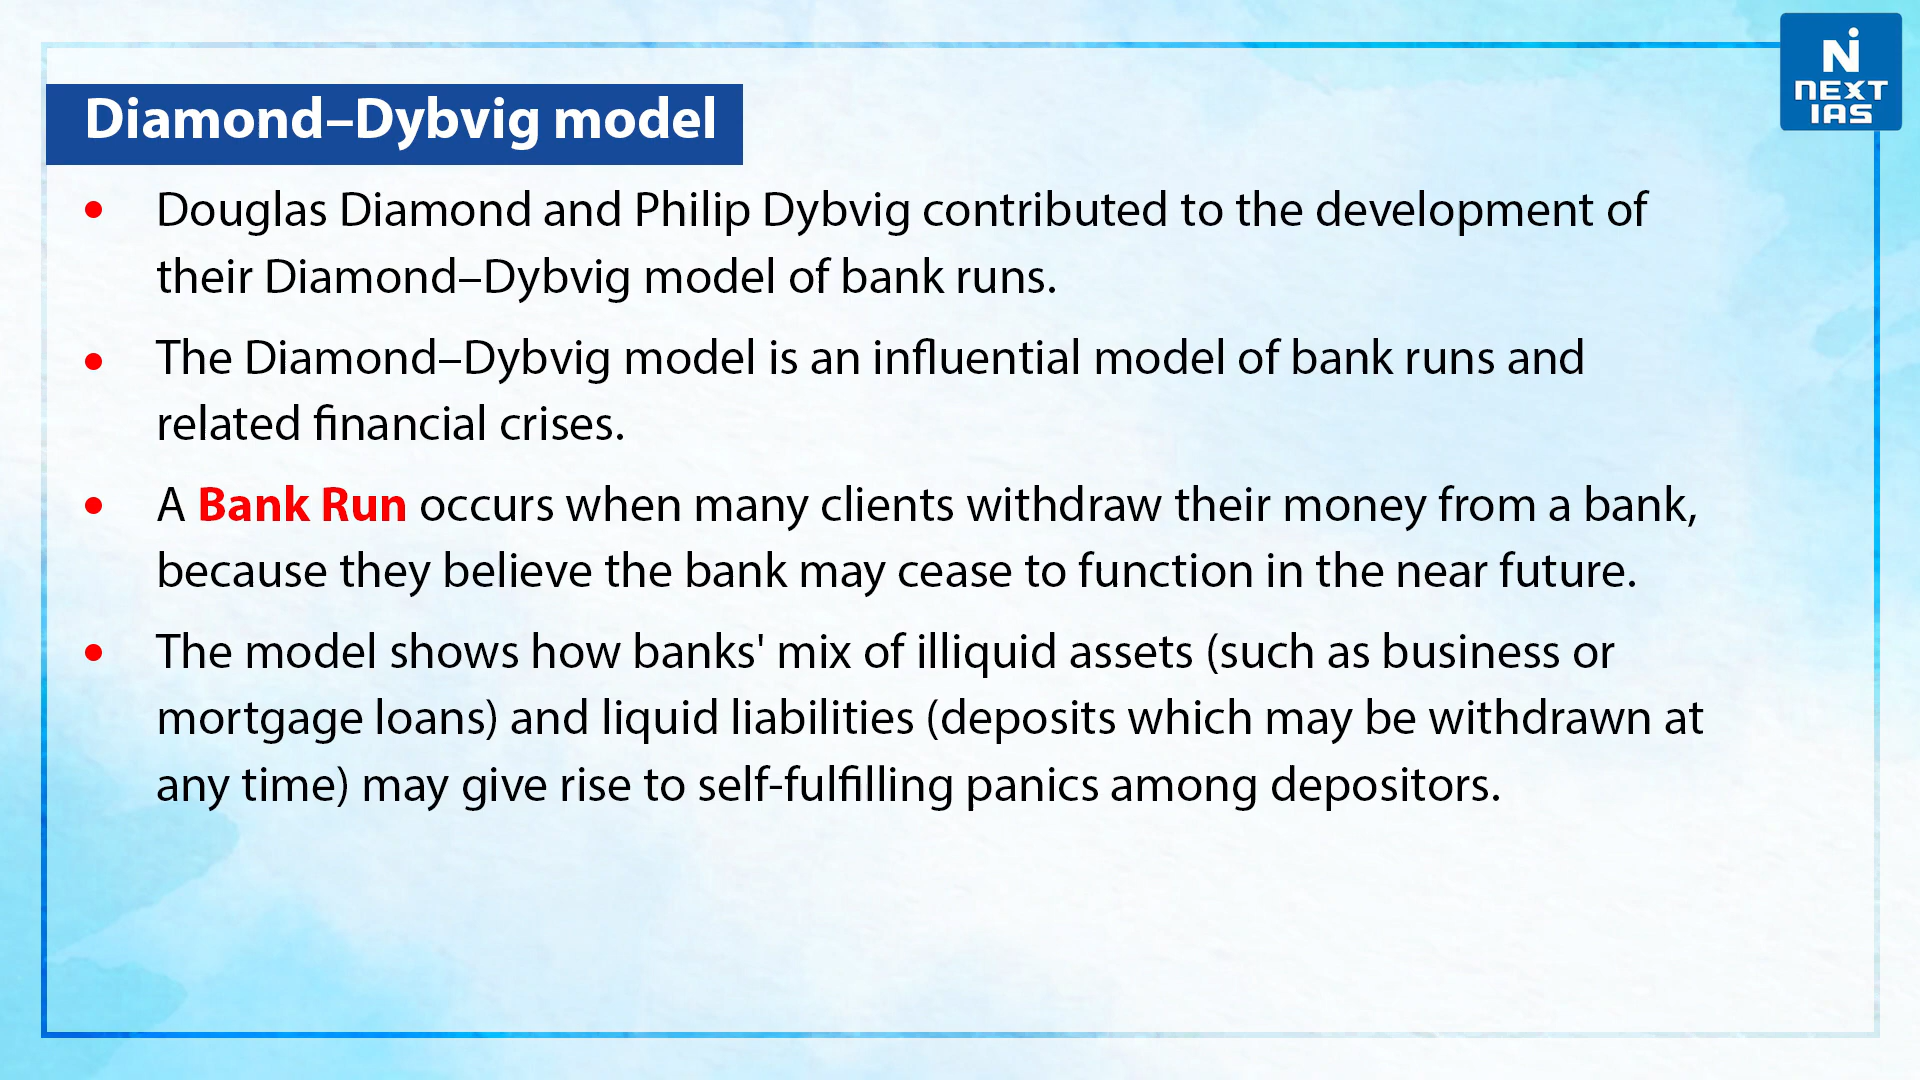 N
NEXT
IAS
Diamond–Dybvig model
• Douglas Diamond and Philip Dybvig contributed to the development of
their Diamond–Dybvig model of bank runs.
• The Diamond–Dybvig model is an influential model of bank runs and
related financial crises.
• A Bank Run occurs when many clients withdraw their money from a bank,
because they believe the bank may cease to function in the near future.
• The model shows how banks' mix of illiquid assets (such as business or
mortgage loans) and liquid liabilities (deposits which may be withdrawn at
any time) may give rise to self-fulfilling panics among depositors.